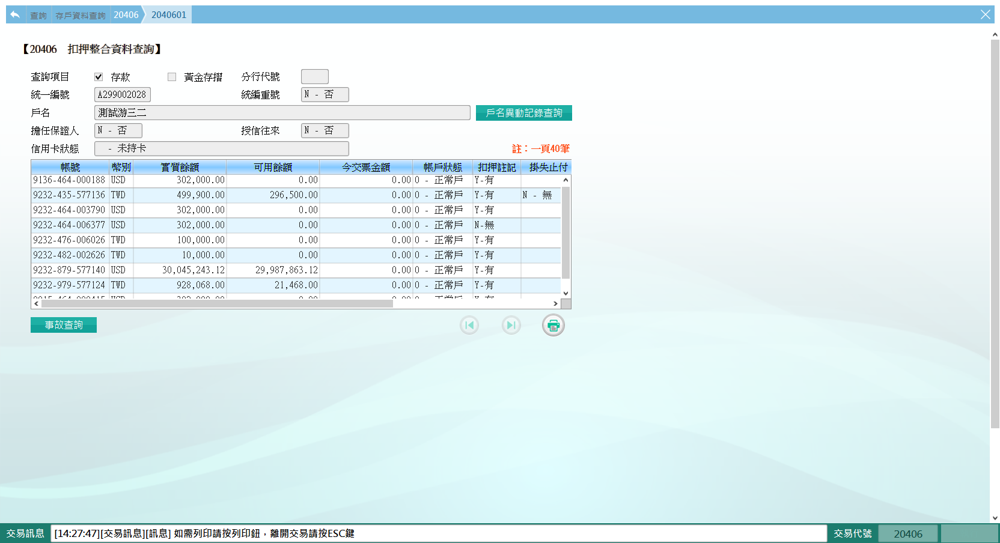 查詢 存戶資料查詢 20406 2040601
【20406 扣押整合資料查詢】
查詢項目 存款 黃金存摺 分行代號
統一編號 A299002028 統編重號 N - 否
戶名 測試游三二 戶名異動記錄查詢
擔任保證人 N - 否 授信往來 N - 否
信用卡狀態 - 未持卡 註：一頁40筆
帳號 幣別 實質餘額 可用餘額 今交票金額 帳戶狀態 扣押註記 掛失止付
9136-464-000188 USD 302,000.00 0.00 0.00 0 - 正常戶 Y-有
9232-435-577136 TWD 499,900.00 296,500.00 0.00 0 - 正常戶 Y-有 N - 無
9232-464-003790 USD 302,000.00 0.00 0.00 0 - 正常戶 Y-有
9232-464-006377 USD 302,000.00 0.00 0.00 0 - 正常戶 N-無
9232-476-006026 TWD 100,000.00 0.00 0.00 0 - 正常戶 Y-有
9232-482-002626 TWD 10,000.00 0.00 0.00 0 - 正常戶 Y-有
9232-879-577140 USD 30,045,243.12 29,987,863.12 0.00 0 - 正常戶 Y-有
9232-979-577124 TWD 928,068.00 21,468.00 0.00 0 - 正常戶 Y-有
事故查詢
交易訊息 [14:27:47][交易訊息][訊息] 如需列印請按列印鈕，離開交易請按ESC鍵 交易代號 20406